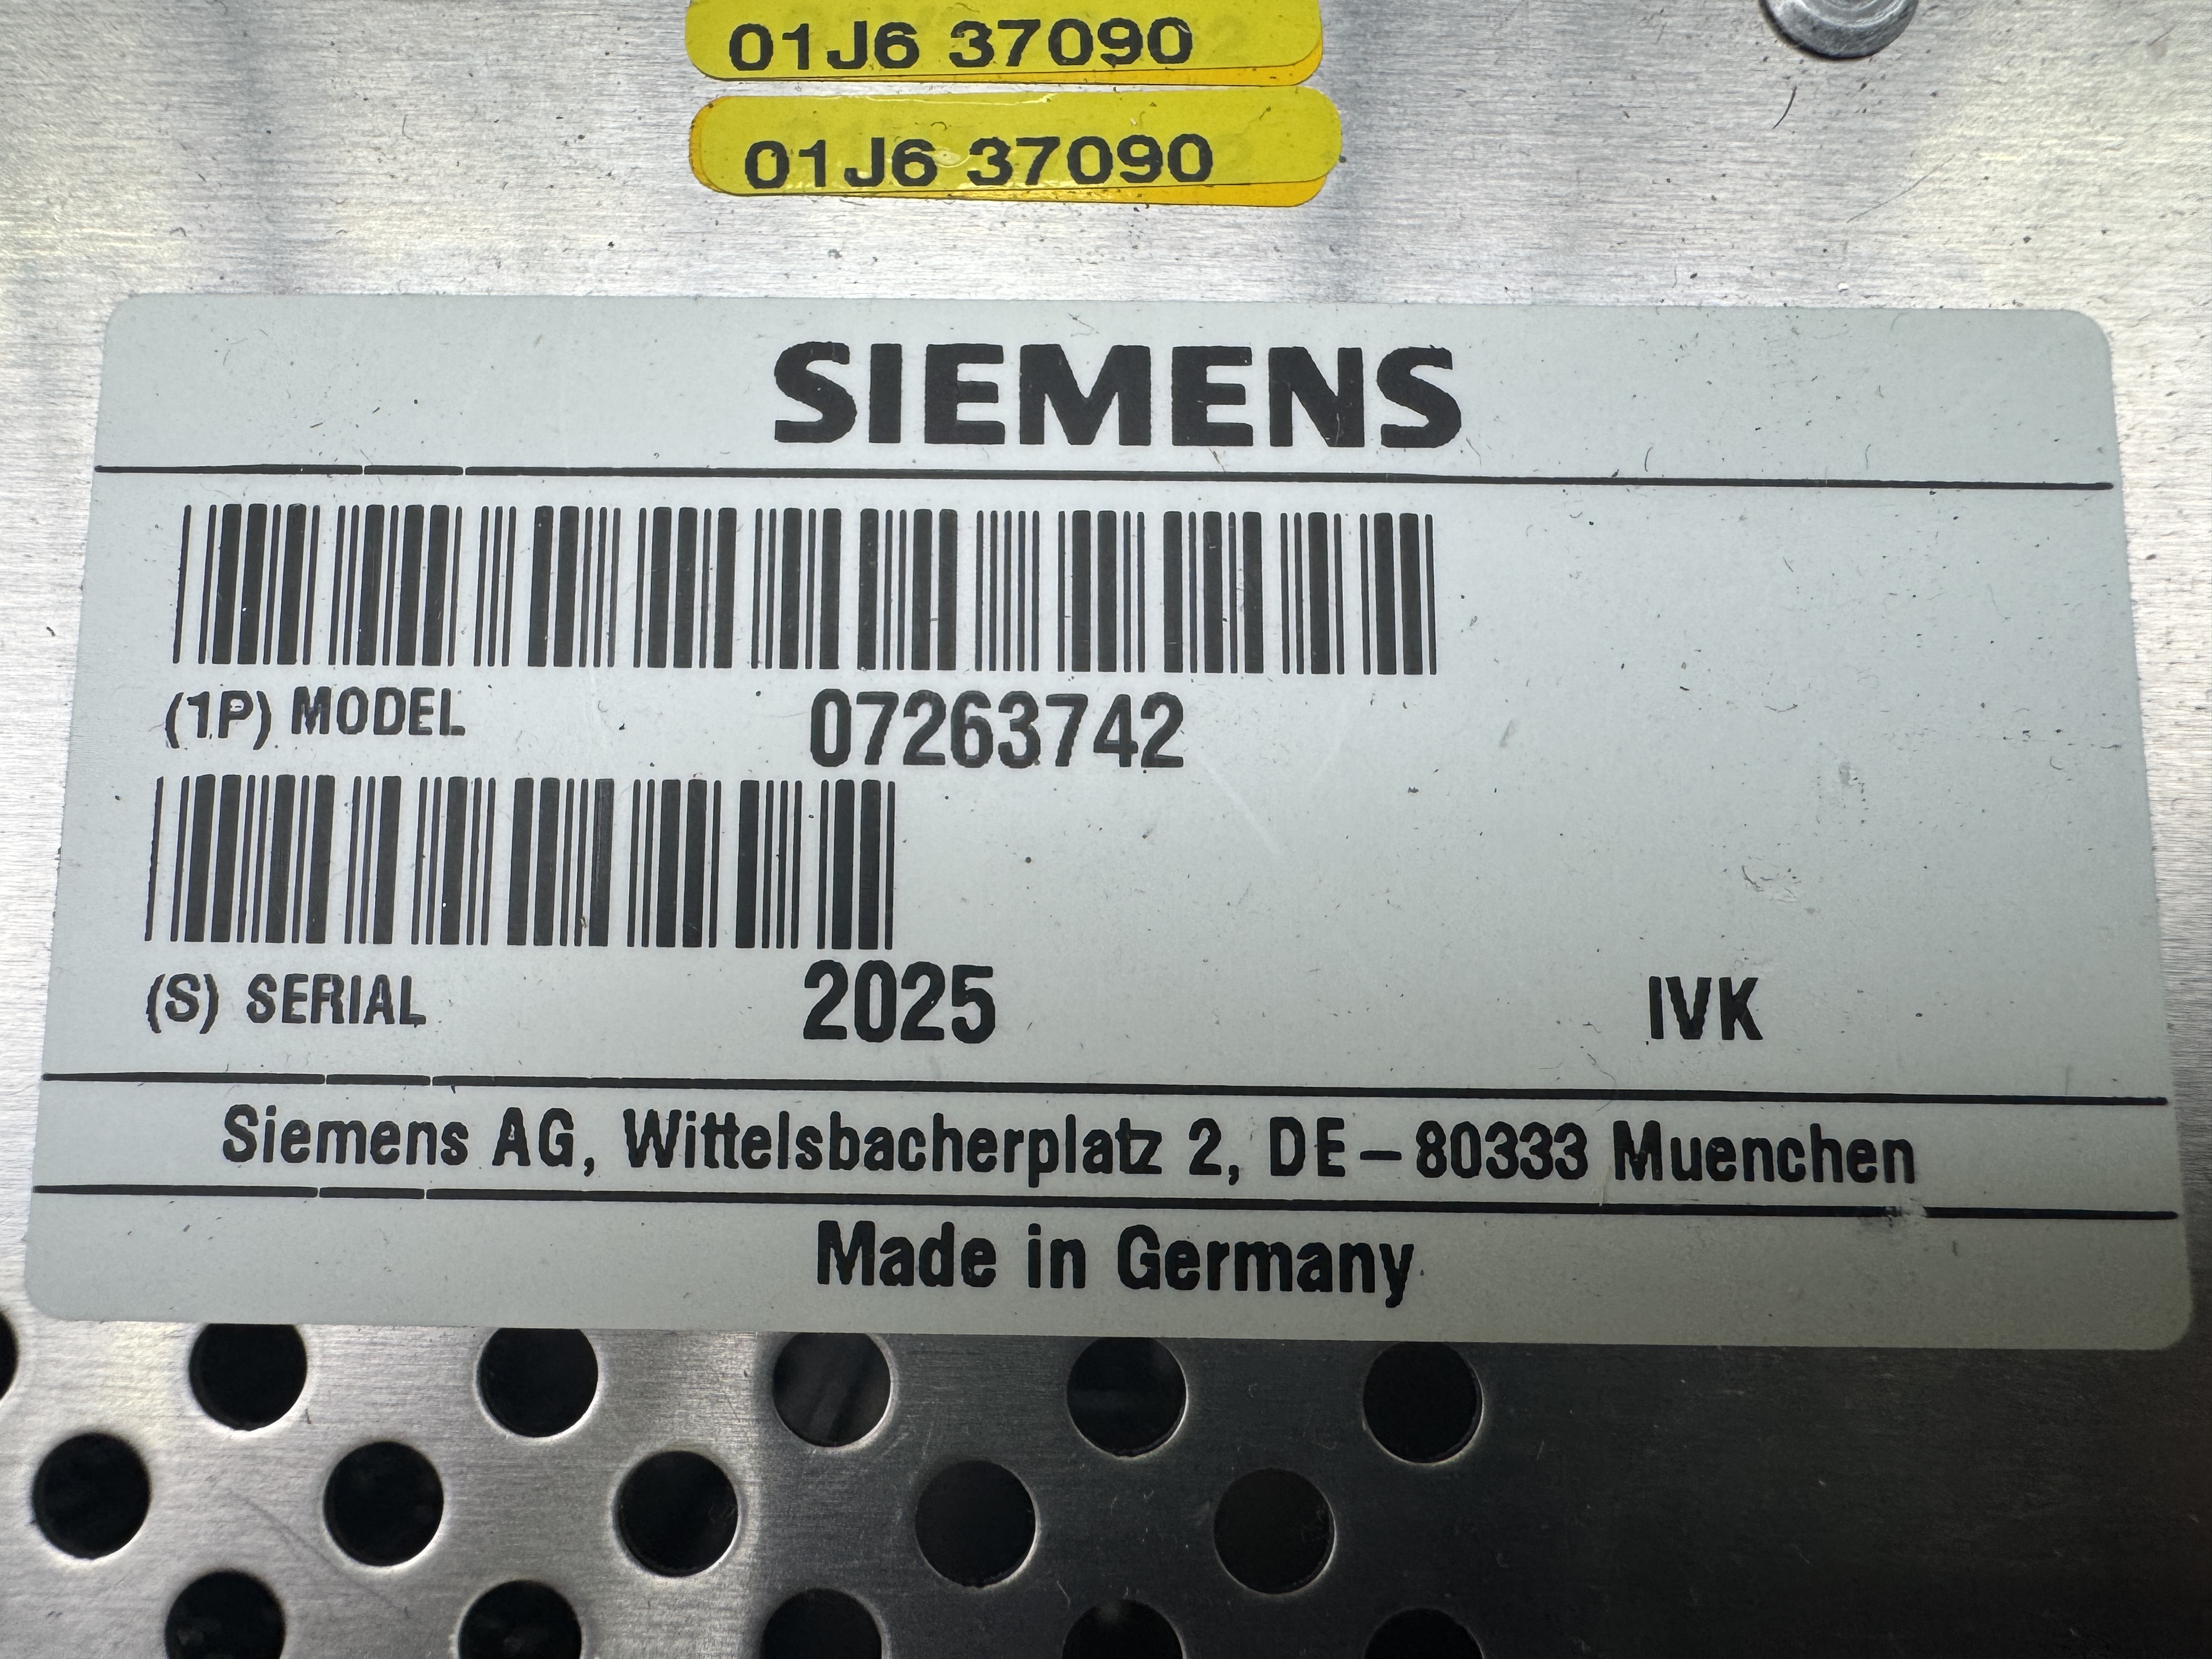 01J6 37090
01J6 37090
SIEMENS
(1P) MODEL 07263742
(S) SERIAL 2025 IVK
Siemens AG, Wittelsbacherplatz 2, DE-80333 Muenchen
Made in Germany